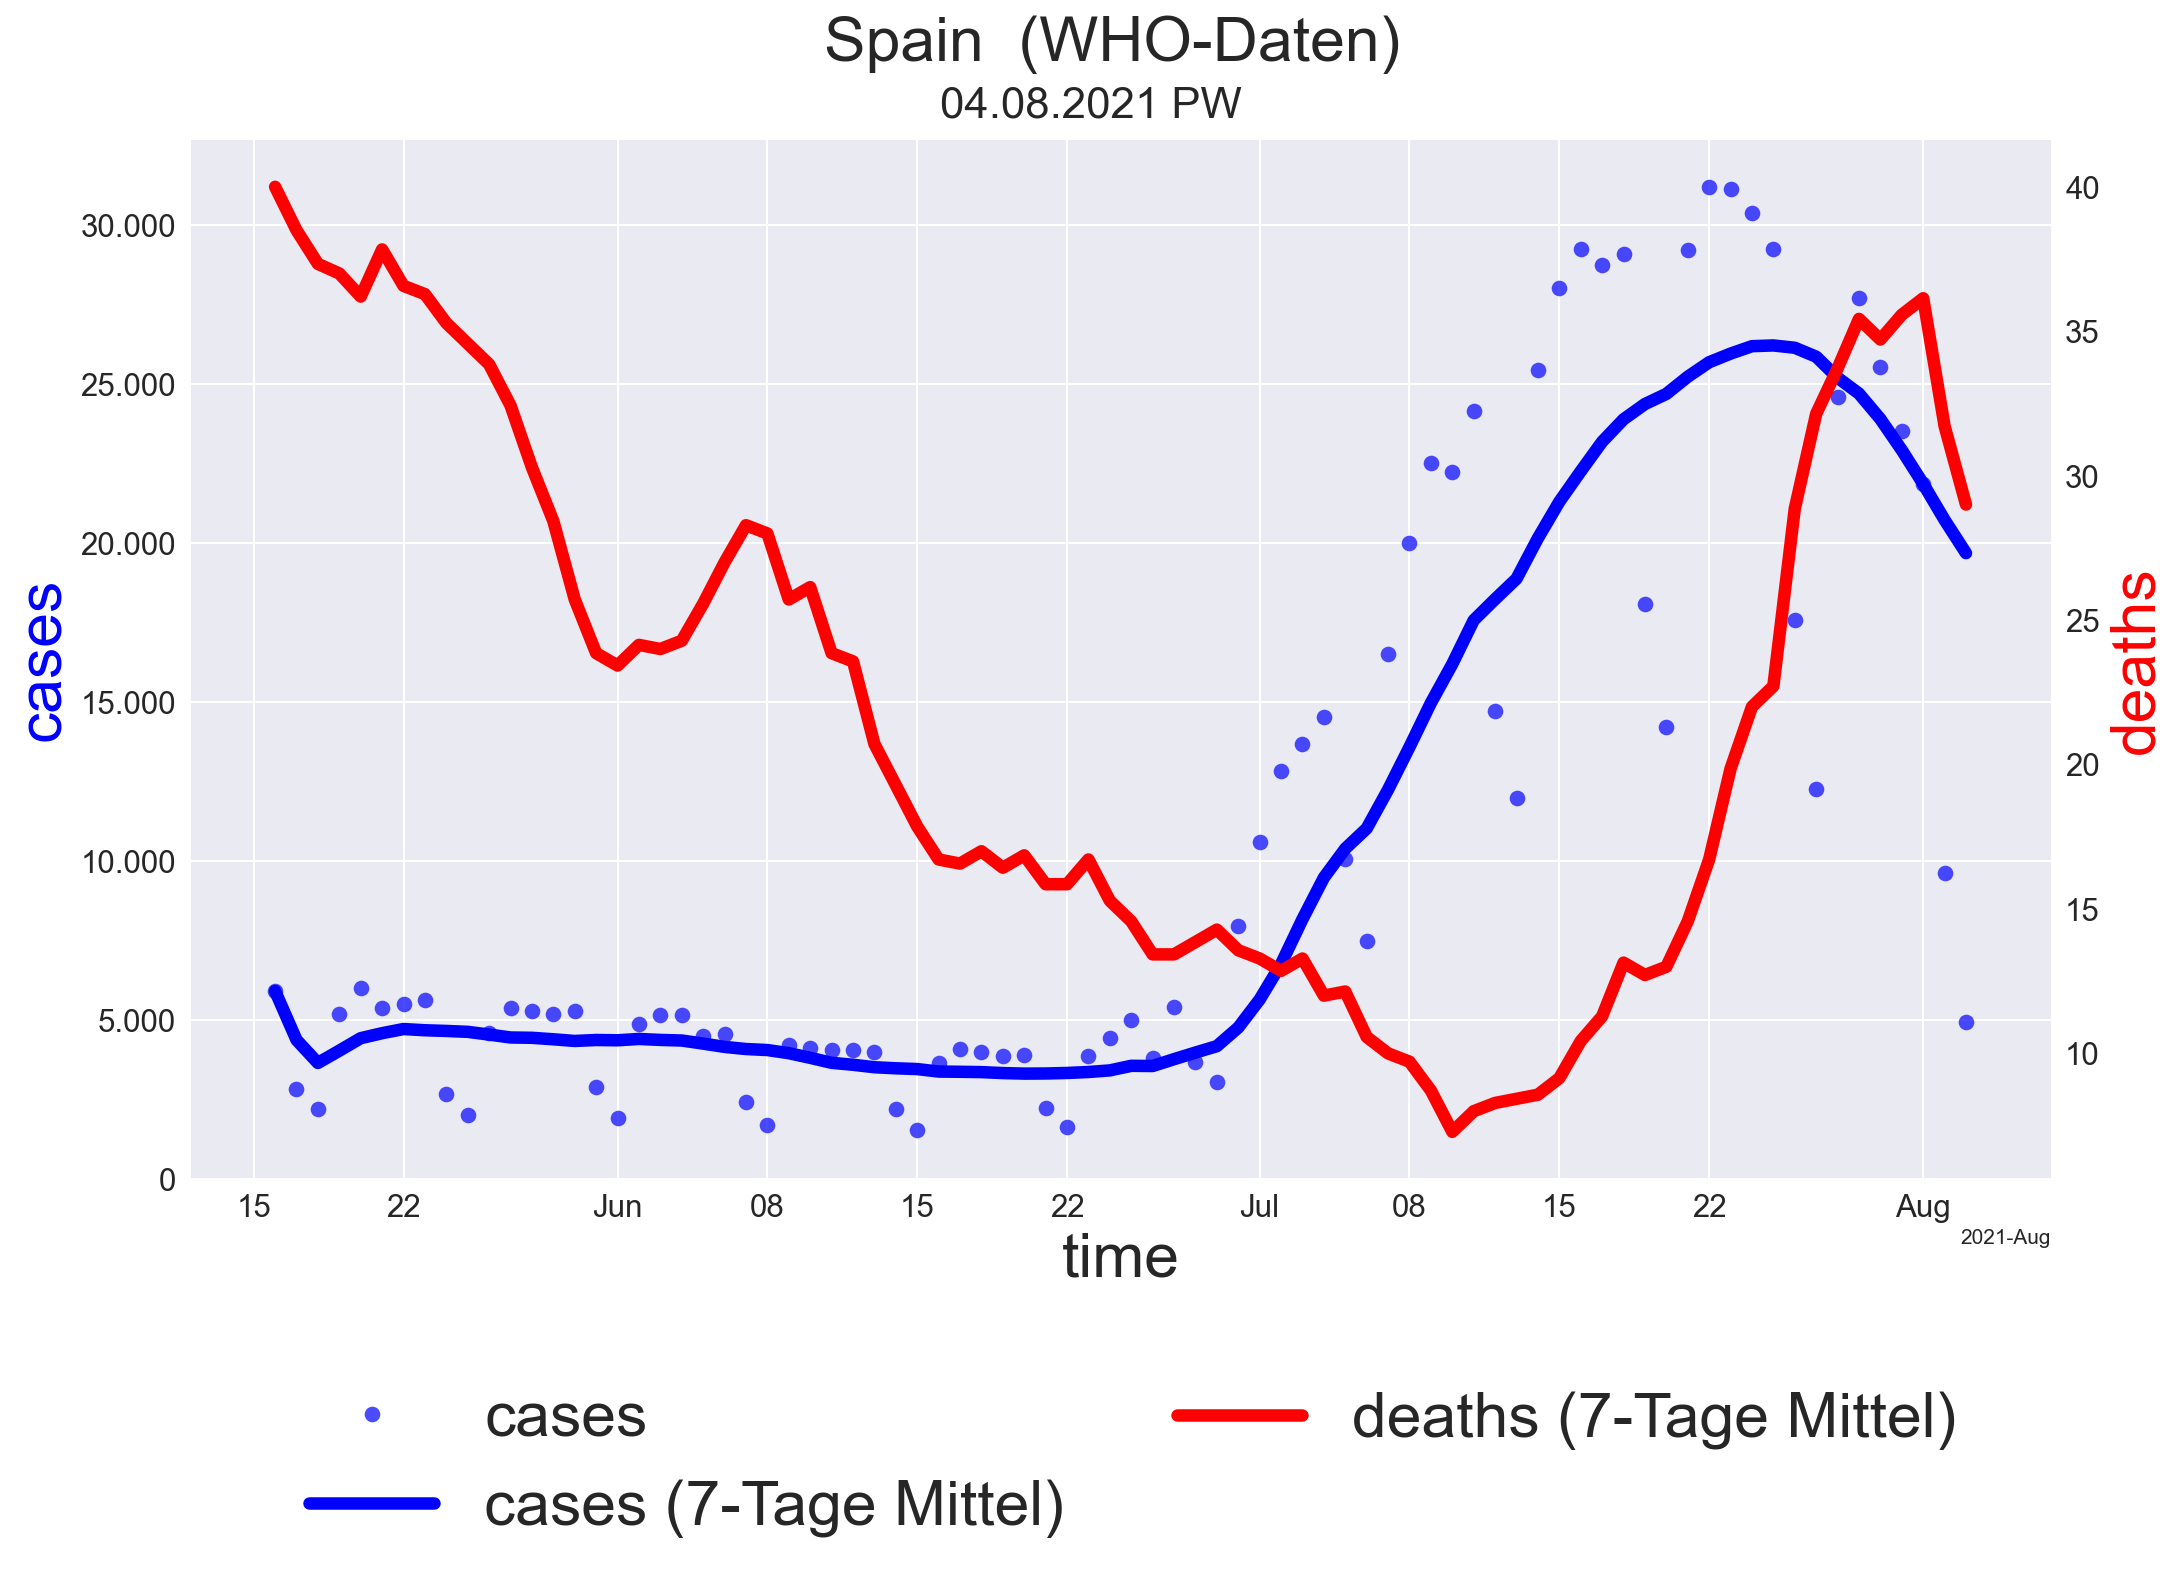 Spain  (WHO-Daten)
04.08.2021 PW
30.000
25.000
20.000
15.000
10.000
5.000
0
cases
40
35
30
25
20
15
10
deaths
15 22 Jun 08 15 22 Jul 08 15 22 Aug
2021-Aug
time
cases
cases (7-Tage Mittel)
deaths (7-Tage Mittel)